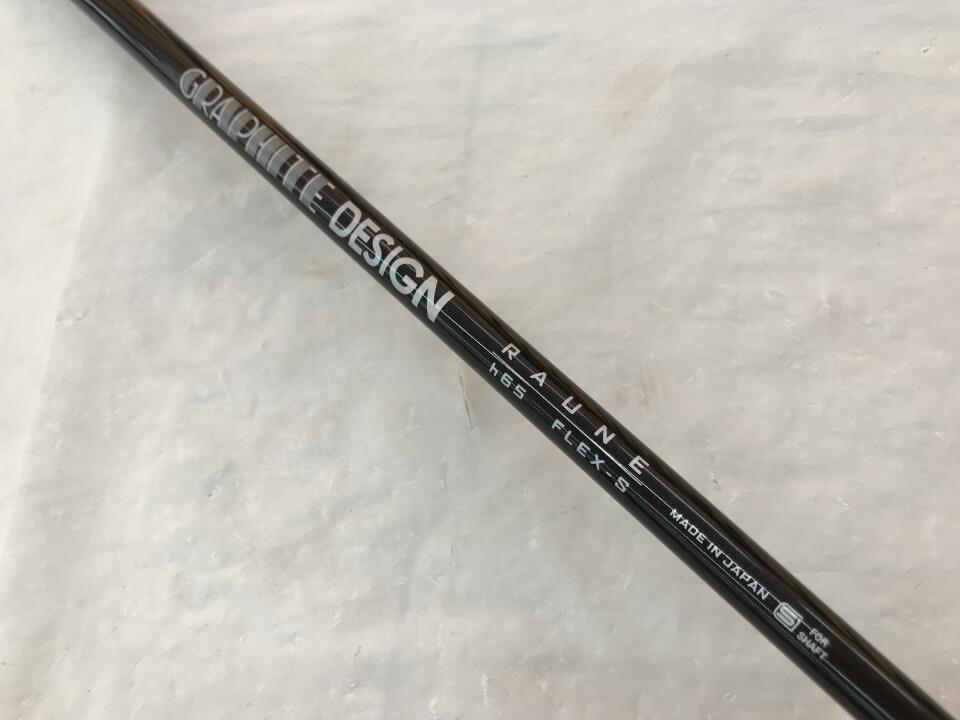 GRAPHITE DESIGN
RAUNE
h65 FLEX-S
MADE IN JAPAN S FOR
SHAFT